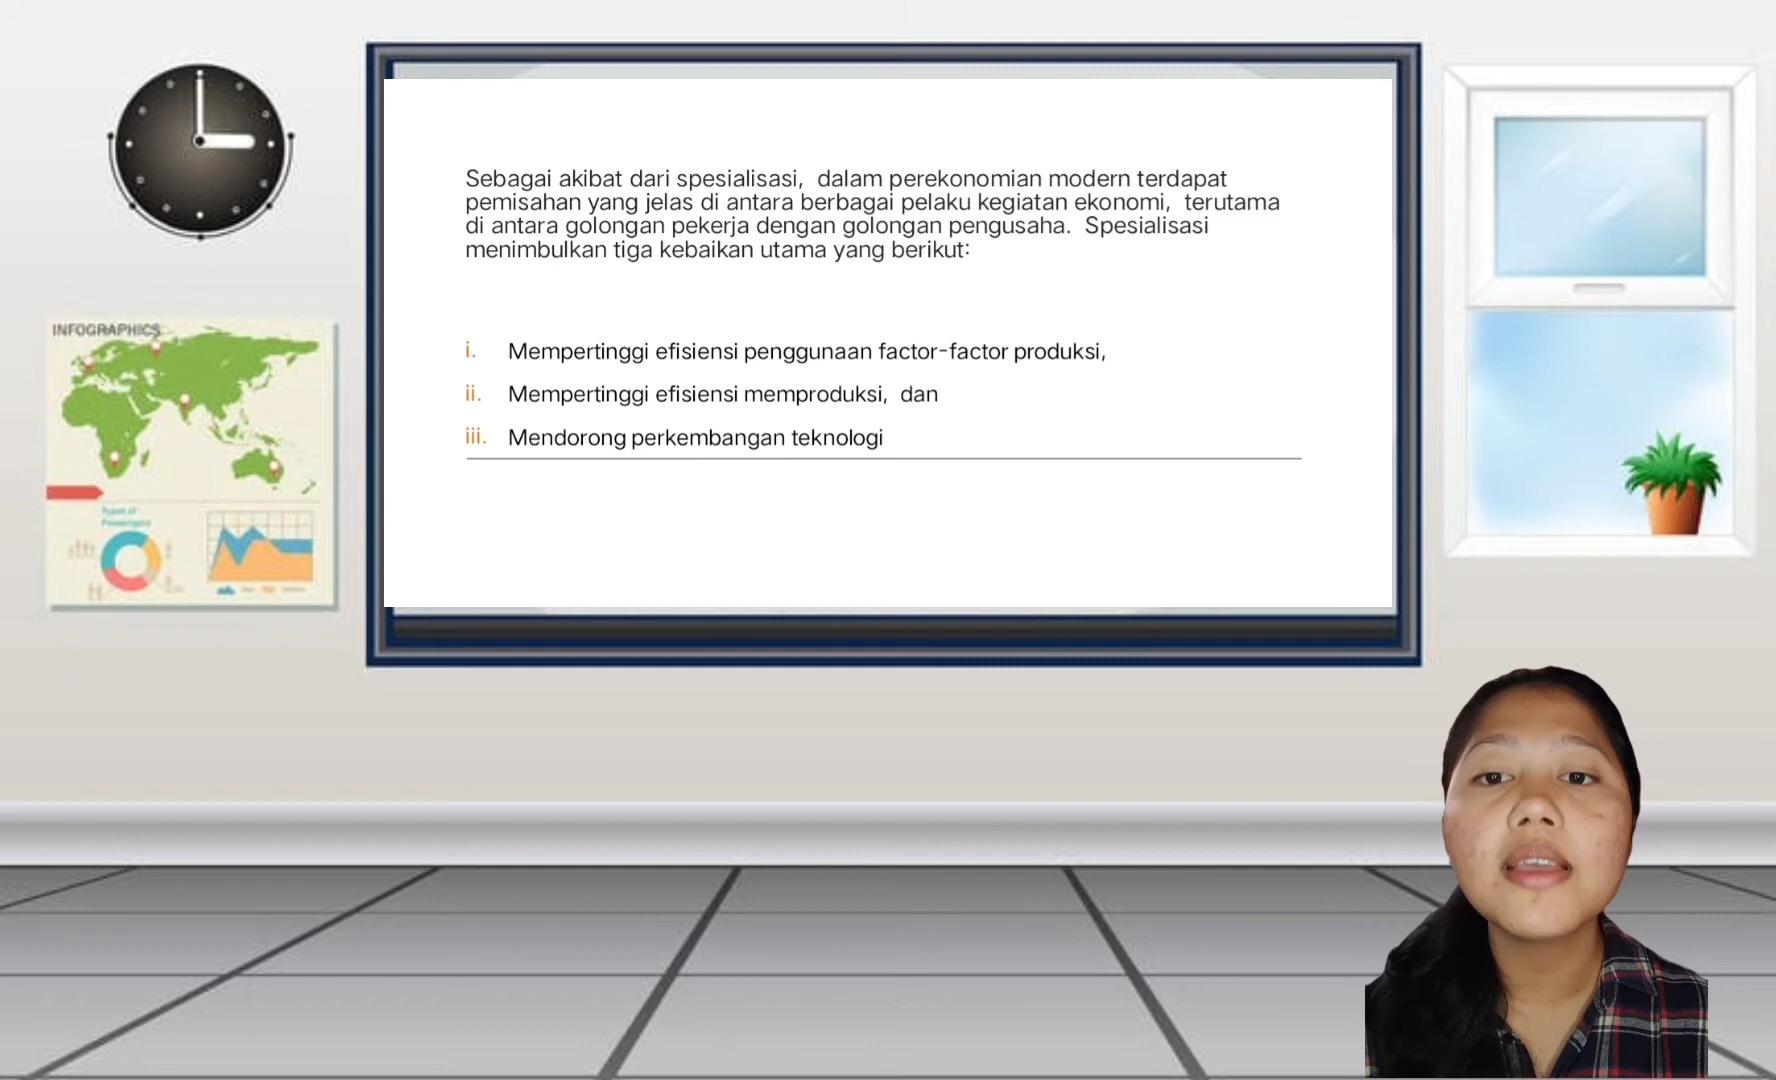 Sebagai akibat dari spesialisasi, dalam perekonomian modern terdapat
pemisahan yang jelas di antara berbagai pelaku kegiatan ekonomi, terutama
di antara golongan pekerja dengan golongan pengusaha. Spesialisasi
menimbulkan tiga kebaikan utama yang berikut:
i. Mempertinggi efisiensi penggunaan factor-factor produksi,
ii. Mempertinggi efisiensi memproduksi, dan
iii. Mendorong perkembangan teknologi
INFOGRAPHICS
Types of